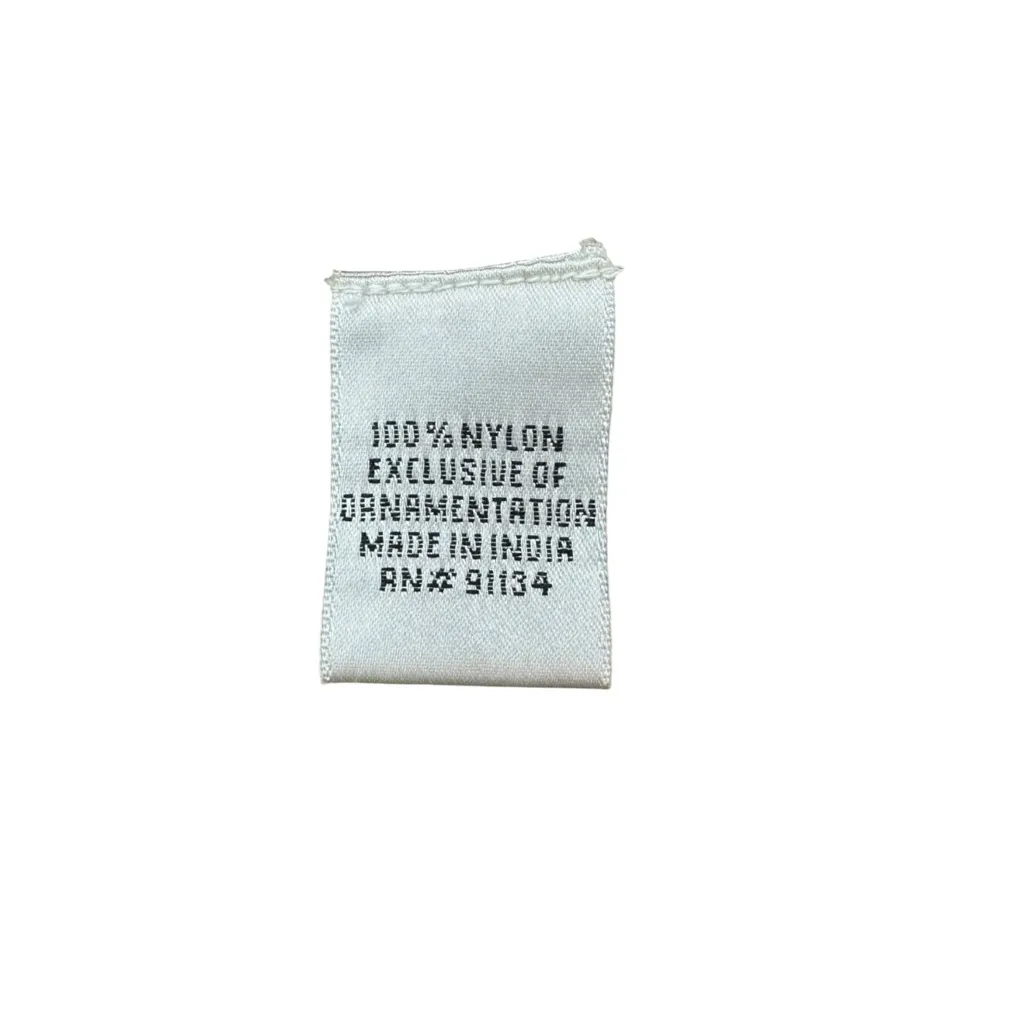 100% NYLON
EXCLUSIVE OF
ORNAMENTATION
MADE IN INDIA
RN# 91134